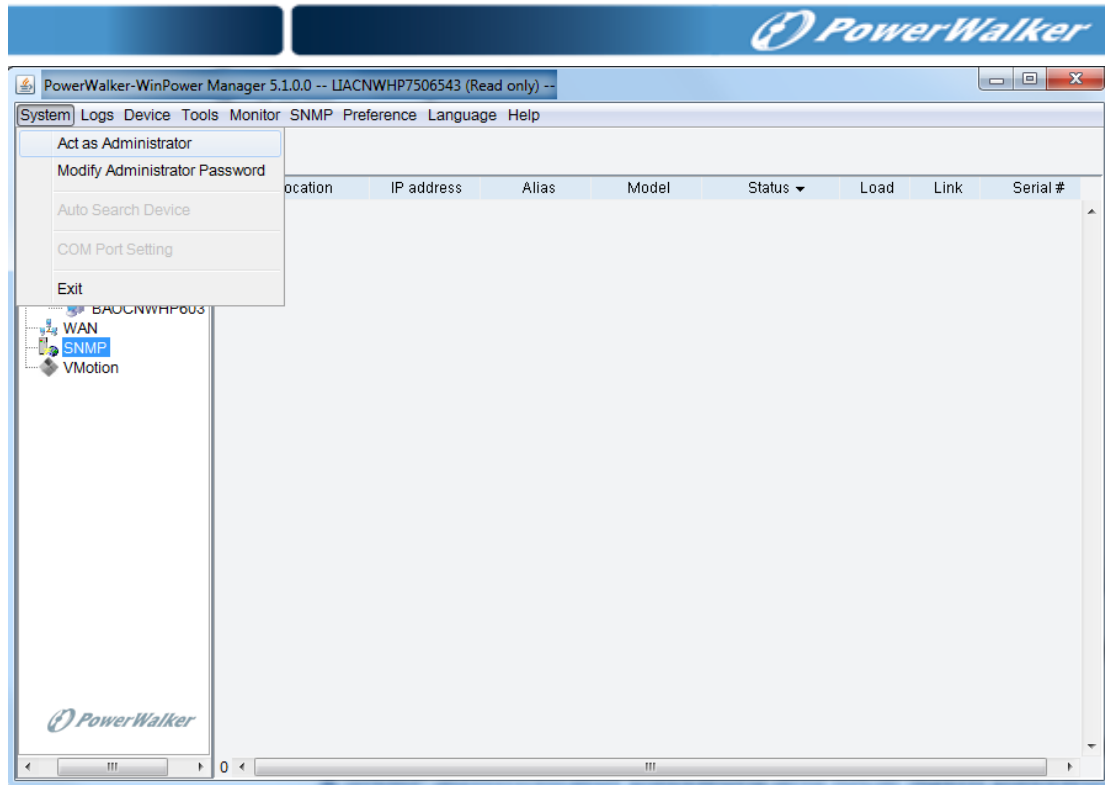 PowerWalker
PowerWalker-WinPower Manager 5.1.0.0 -- LIACNWHP7506543 (Read only) --
System Logs Device Tools Monitor SNMP Preference Language Help
Act as Administrator
Modify Administrator Password
ocation IP address Alias Model Status Load Link Serial #
Auto Search Device
COM Port Setting
Exit
BAOCNWHP603
WAN
SNMP
VMotion
PowerWalker
0